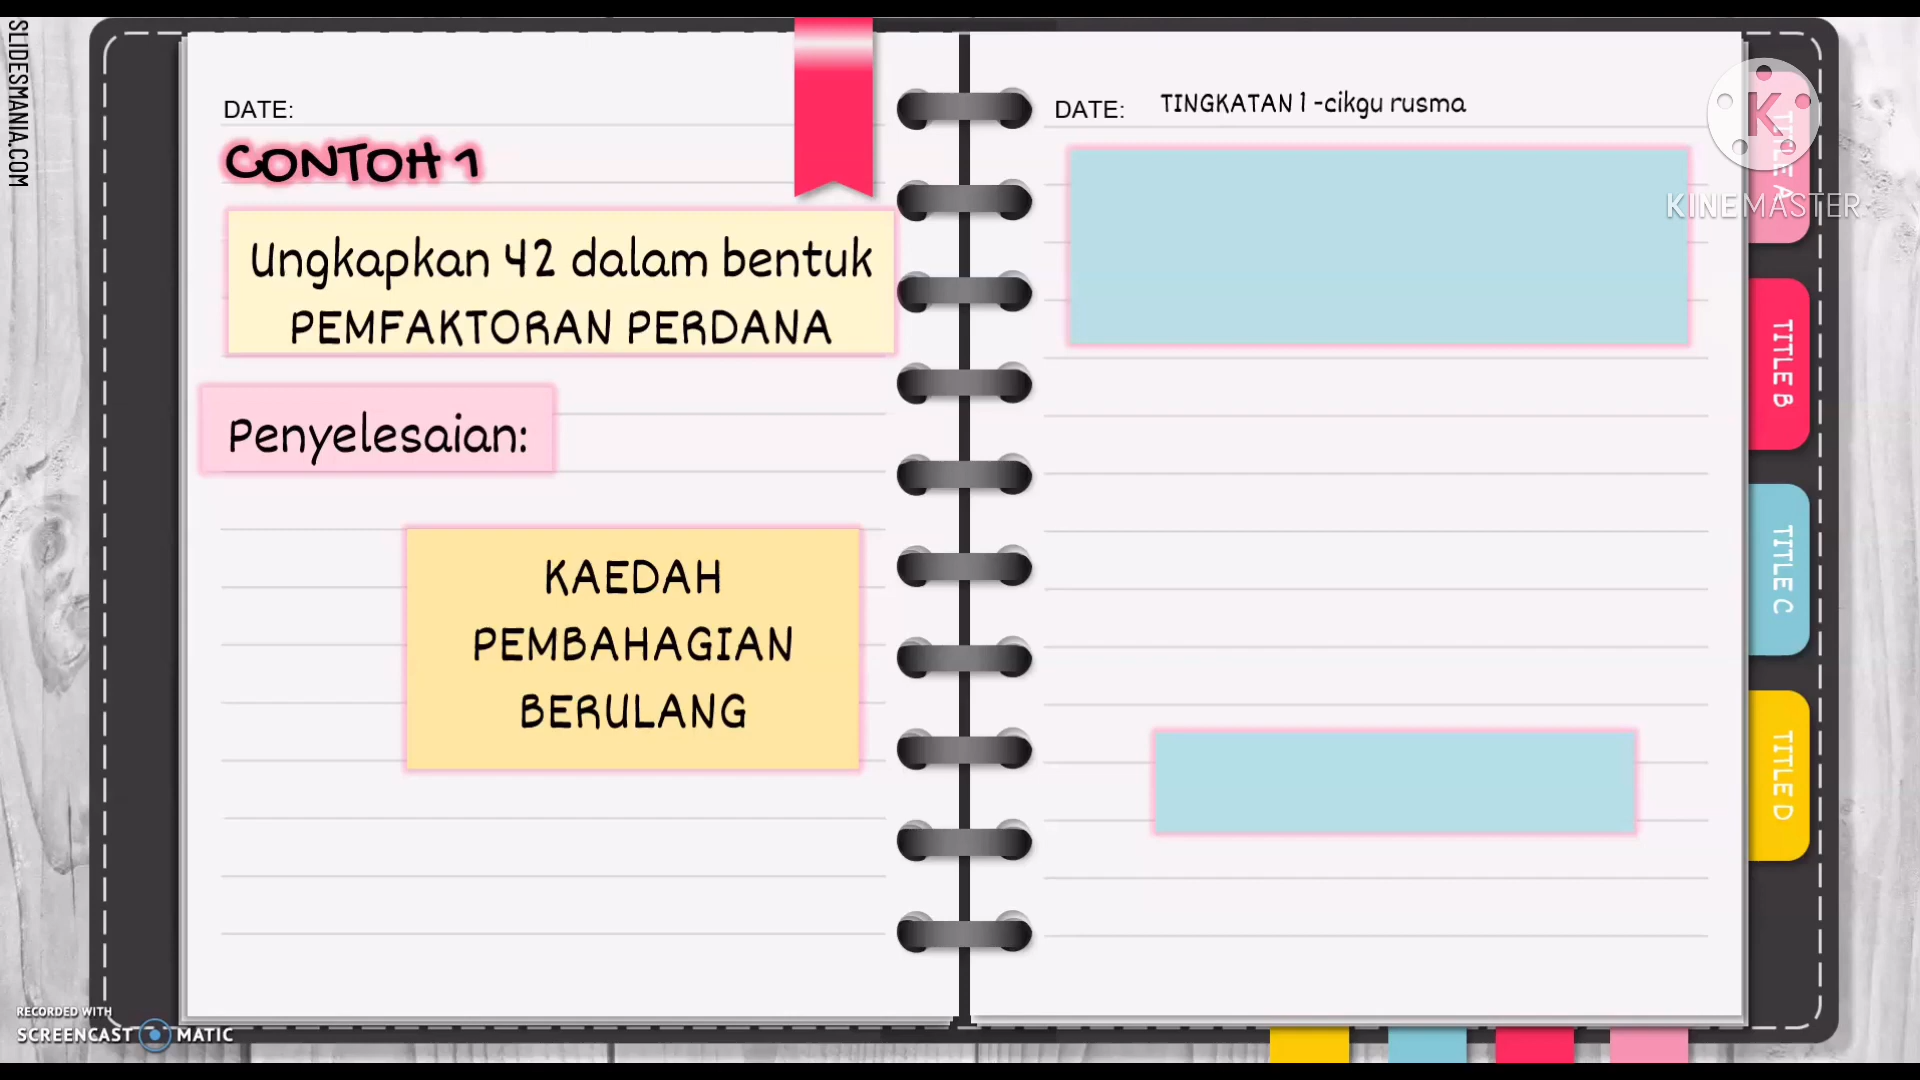 SLIDESMANIA.COM
DATE:
CONTOH 1
Ungkapkan 42 dalam bentuk
PEMFAKTORAN PERDANA
Penyelesaian:
KAEDAH
PEMBAHAGIAN
BERULANG
DATE:
TINGKATAN 1 -cikgu rusma
K
KINEMASTER
TITLE A
TITLE B
TITLE C
TITLE D
RECORDED WITH
SCREENCAST MATIC